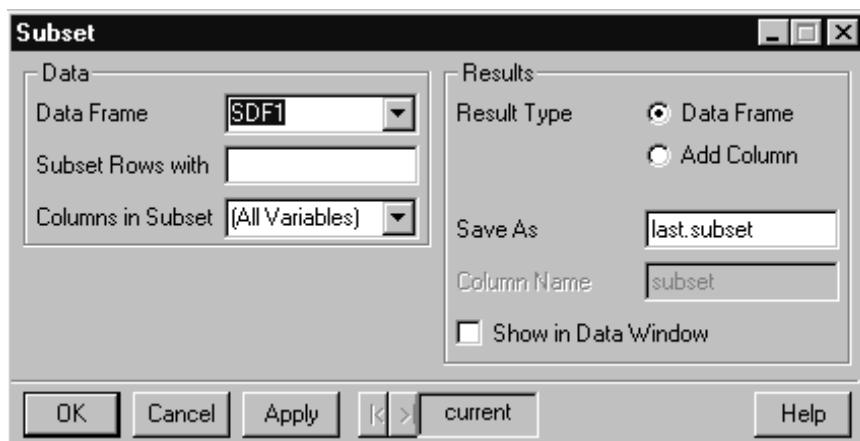 Subset
Data
Data Frame SDF1
Subset Rows with
Columns in Subset (All Variables)
Results
Result Type Data Frame
Add Column
Save As last.subset
Column Name subset
Show in Data Window
OK Cancel Apply |< >| current Help